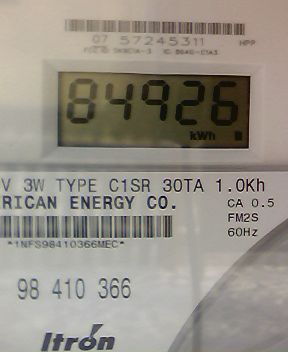 07 57245311 HPP
84926
kWh
V 3W TYPE C1SR 30TA 1.0Kh
RICAN ENERGY CO. CA 0.5
FM2S
*1NFS98410366MEC* 60Hz
98 410 366
Itron